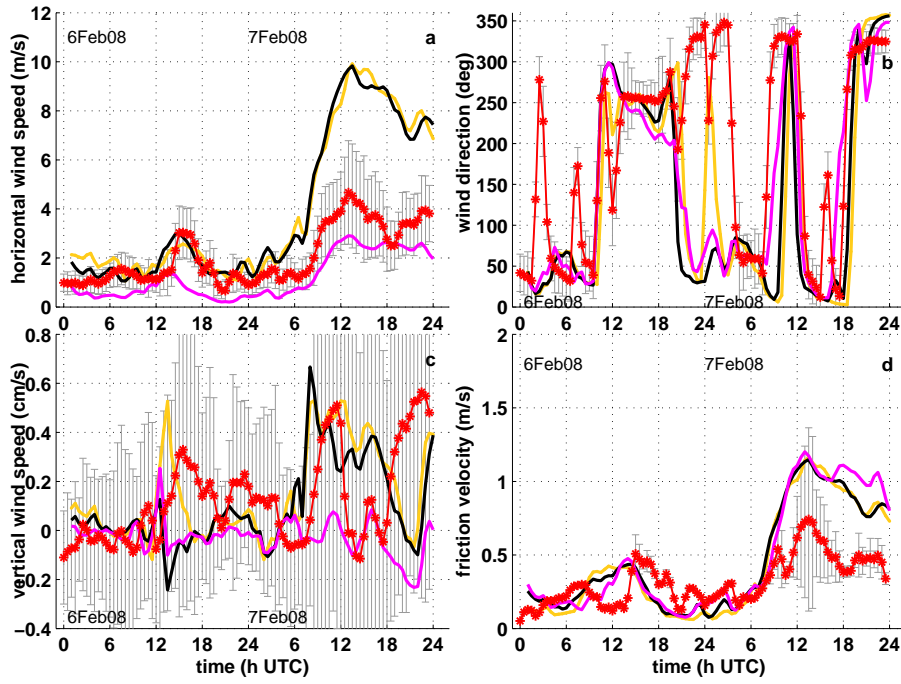 6Feb08 7Feb08 a
horizontal wind speed (m/s)
12
10
8
6
4
2
0
0 6 12 18 24 6 12 18 24
b
wind direction (deg)
350
300
250
200
150
100
50
0
6Feb08 7Feb08
0 6 12 18 24 6 12 18 24
c
vertical wind speed (cm/s)
0.6
0.4
0.2
0
−0.2
−0.4
6Feb08 7Feb08
0 6 12 18 24 6 12 18 24
time (h UTC)
6Feb08 7Feb08 d
friction velocity (m/s)
2
1.5
1
0.5
0
0 6 12 18 24 6 12 18 24
time (h UTC)